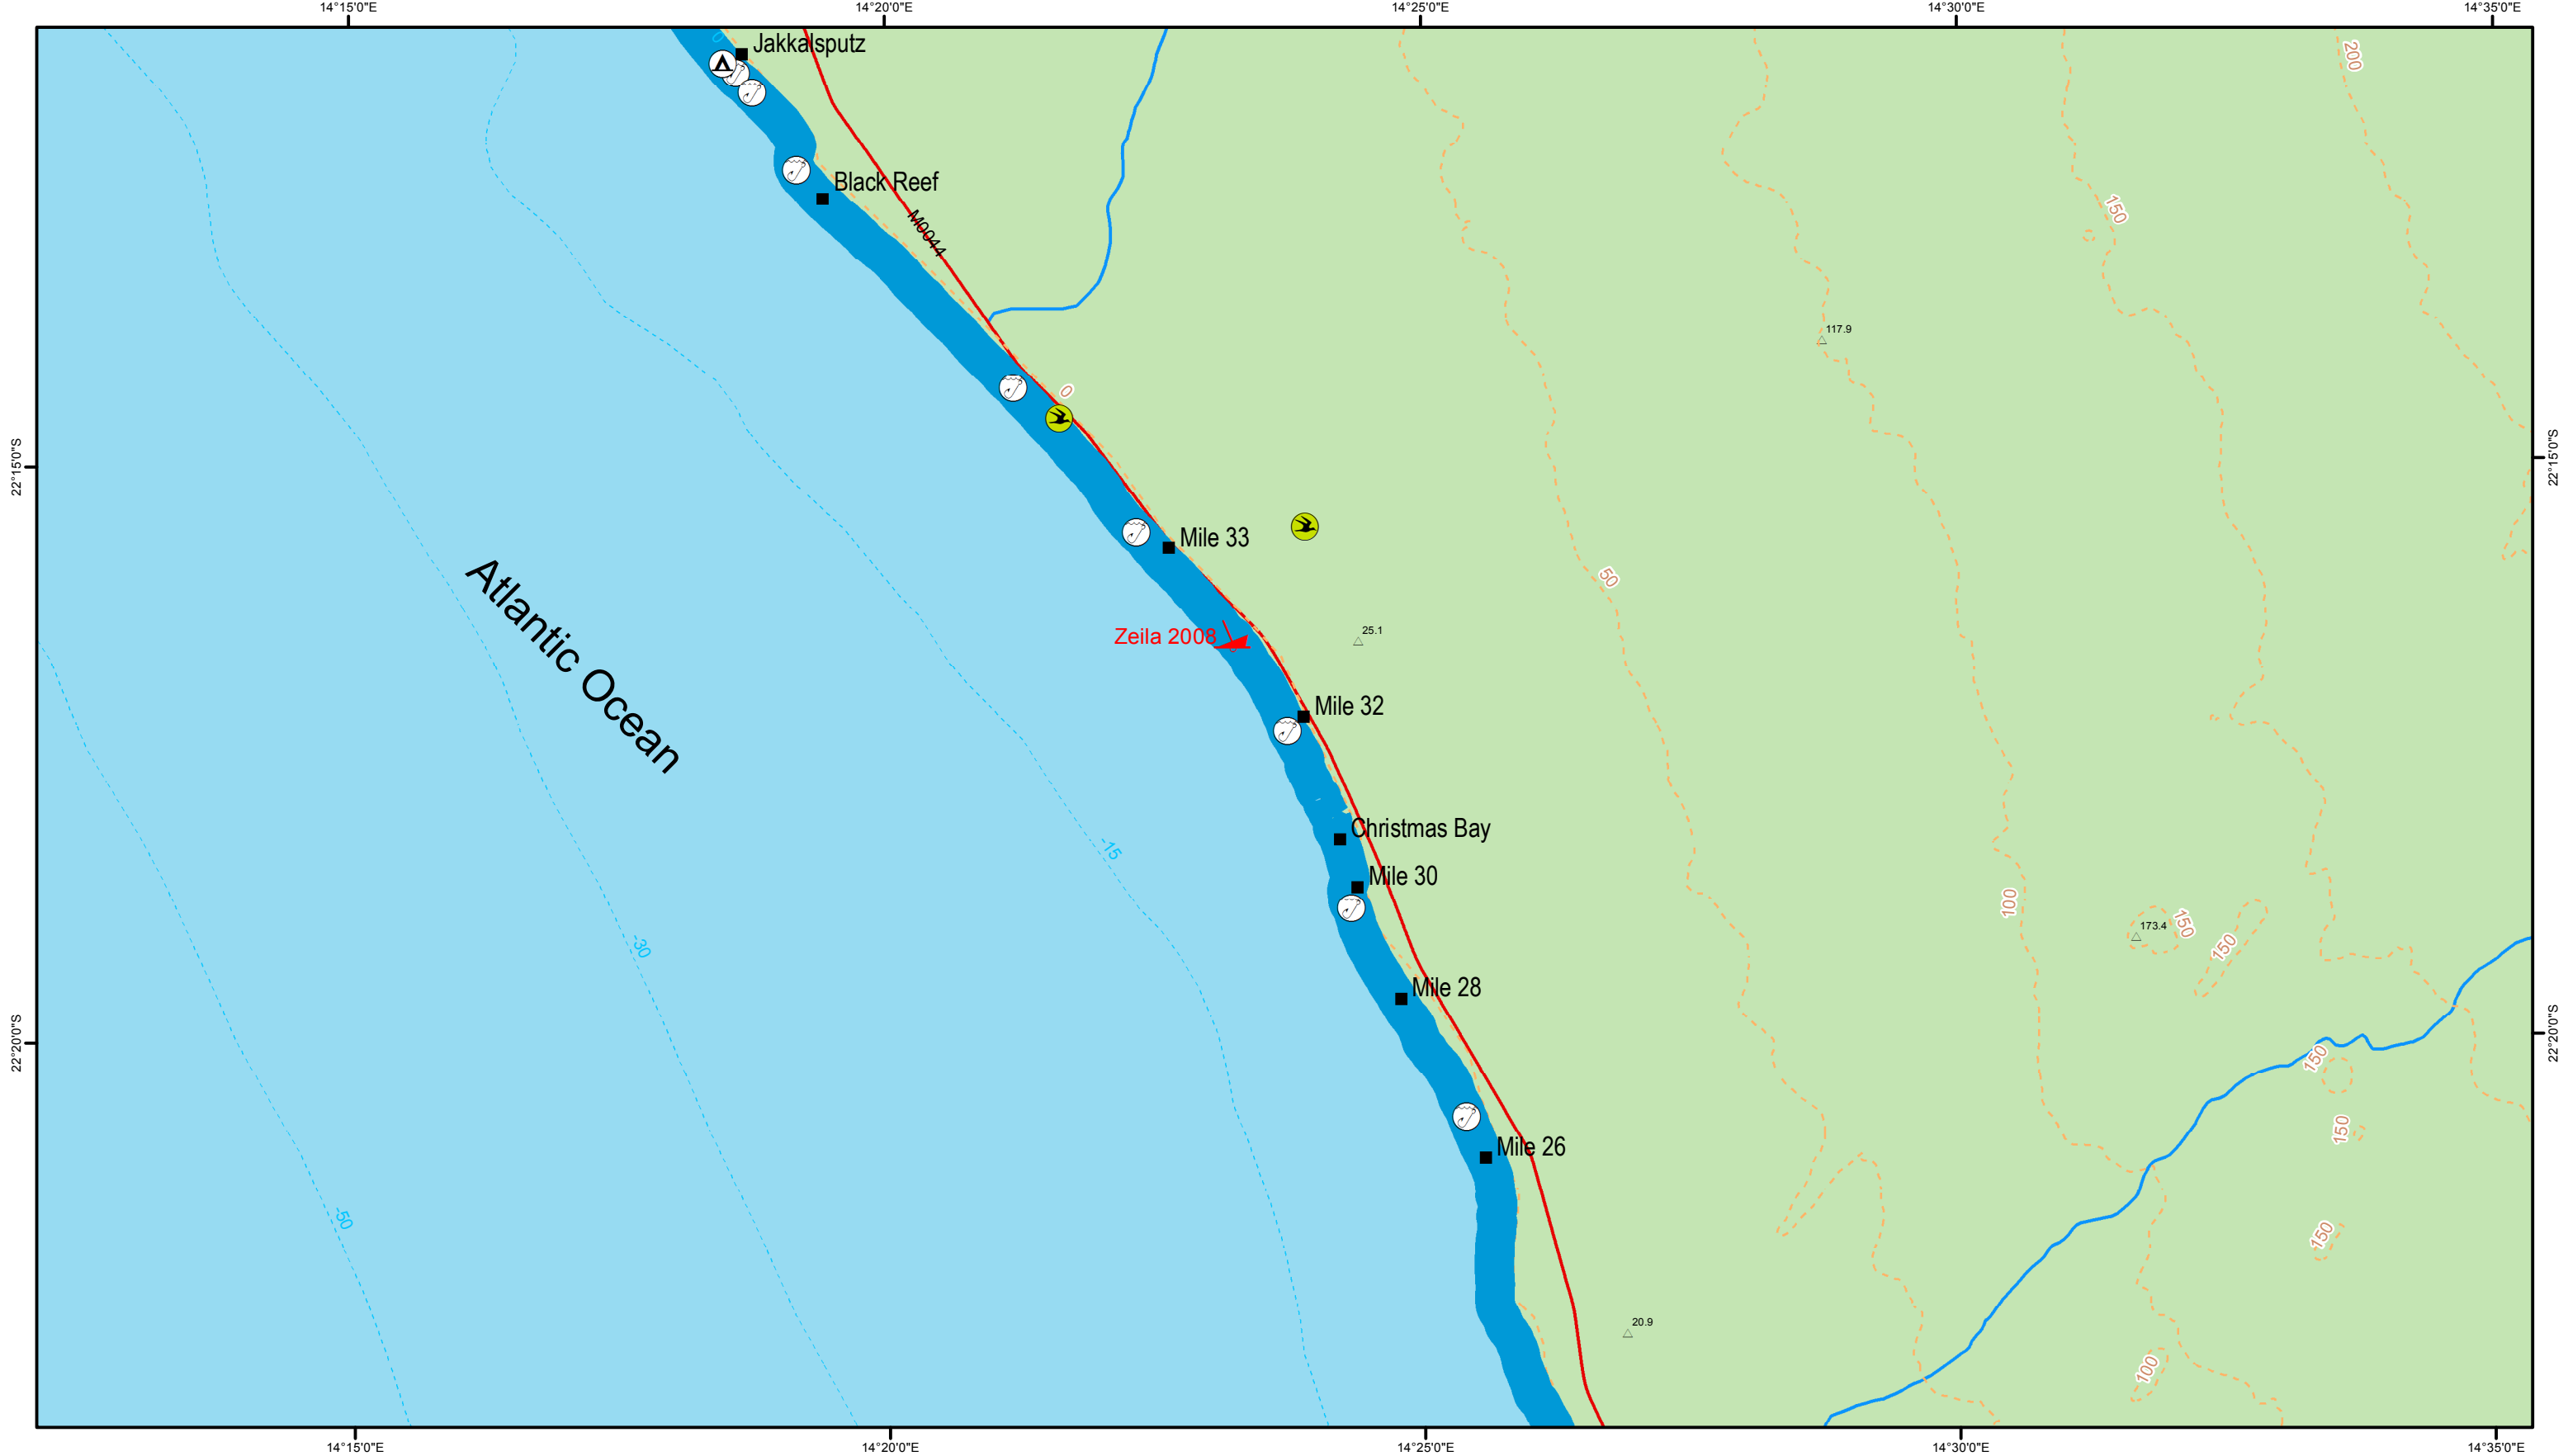 14°15'0"E
14°20'0"E
14°25'0"E
14°30'0"E
14°35'0"E
0
Jakkalsputz
200
Black Reef
150
M0044
117.9
0
22°15'0"S
22°15'0"S
Mile 33
50
Atlantic Ocean
25.1
Zeila 2008
Mile 32
Christmas Bay
-15
Mile 30
100
150
173.4
150
-30
Mile 28
22°20'0"S
22°20'0"S
150
150
Mile 26
-50
150
20.9
100
14°15'0"E
14°20'0"E
14°25'0"E
14°30'0"E
14°35'0"E